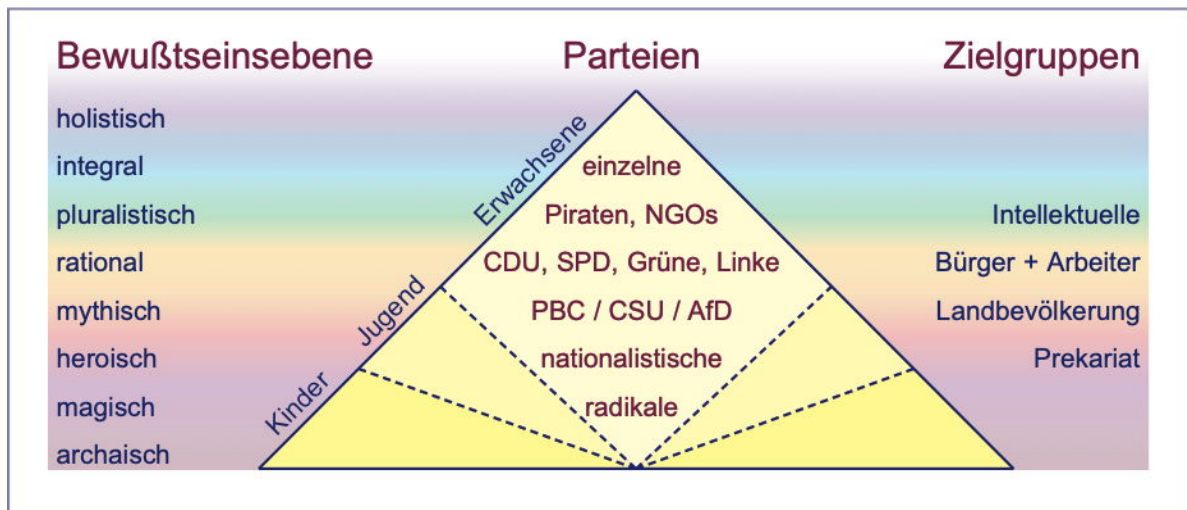 Bewußtseinsebene Parteien Zielgruppen
holistisch
integral einzelne
pluralistisch Piraten, NGOs Intellektuelle
rational CDU, SPD, Grüne, Linke Bürger + Arbeiter
mythisch PBC / CSU / AfD Landbevölkerung
heroisch nationalistische Prekariat
magisch radikale
archaisch
Erwachsene
Jugend
Kinder